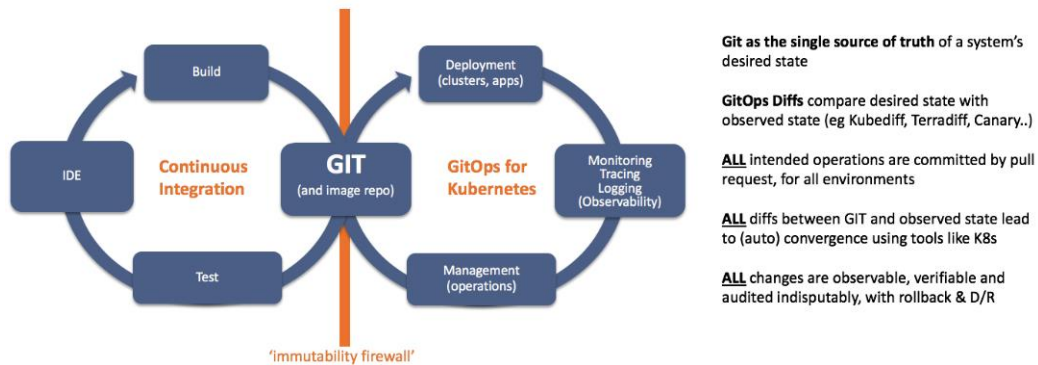 Build
IDE
Continuous
Integration
Test
GIT
(and image repo)
Deployment
(clusters, apps)
GitOps for
Kubernetes
Monitoring
Tracing
Logging
(Observability)
Management
(operations)
'immutability firewall'
Git as the single source of truth of a system's
desired state
GitOps Diffs compare desired state with
observed state (eg Kubediff, Terradiff, Canary..)
ALL intended operations are committed by pull
request, for all environments
ALL diffs between GIT and observed state lead
to (auto) convergence using tools like K8s
ALL changes are observable, verifiable and
audited indisputably, with rollback & D/R